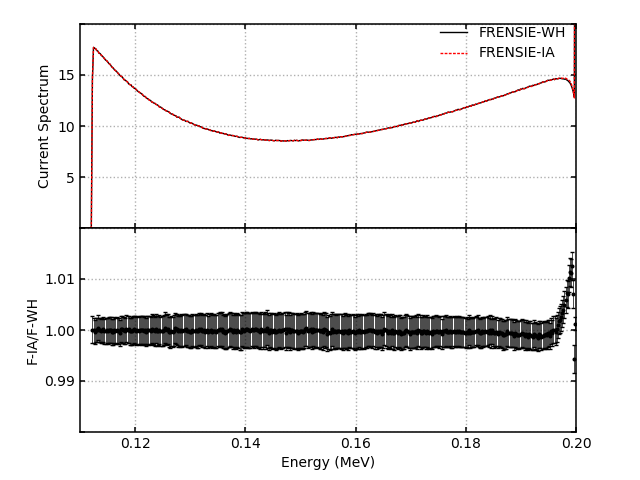 FRENSIE-WH
FRENSIE-IA
Current Spectrum
15
10
5
F-IA/F-WH
1.01
1.00
0.99
0.12 0.14 0.16 0.18 0.20
Energy (MeV)